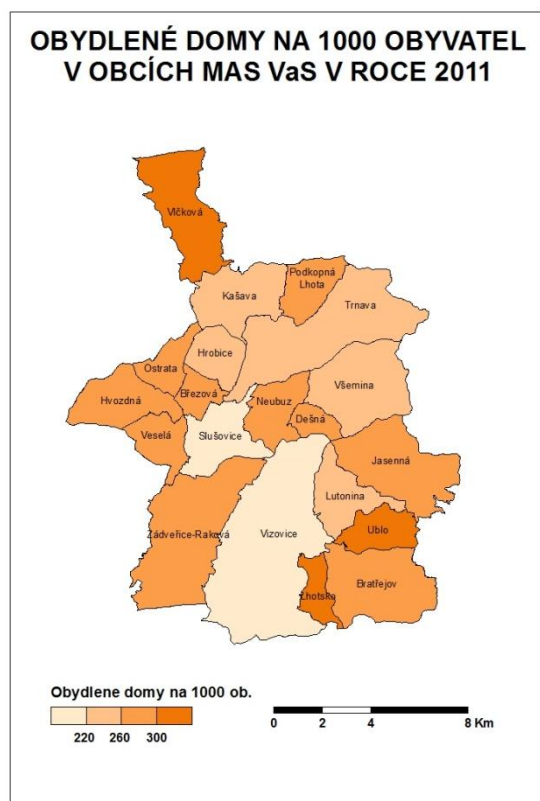 OBYDLENÉ DOMY NA 1000 OBYVATEL
V OBCÍCH MAS VaS V ROCE 2011
Vlčková
Podkopná
Lhota
Kašava
Trnava
Hrobice
Ostrata
Všemina
Březová
Neubuz
Hvozdná
Dešná
Veselá
Slušovice
Jasenná
Lutonina
Ublo
Zádveřice-Raková
Vizovice
Bratřejov
Lhotsko
Obydlene domy na 1000 ob.
220 260 300
0 2 4 8 Km